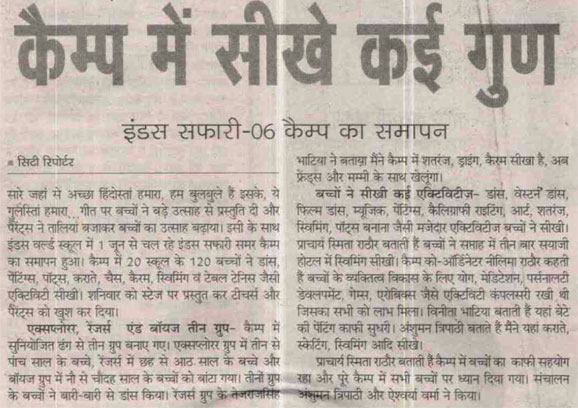 कैम्प में सीखे कई गुण
इंडस सफारी-06 कैम्प का समापन
▪ सिटी रिपोर्टर
सारे जहां से अच्छा हिंदोस्तां हमारा, हम बुलबुले हैं इसके, ये
गुलिस्तां हमारा, गीत पर बच्चों ने बड़े उत्साह से प्रस्तुति दी और
पैरेंट्स ने तालियां बजाकर बच्चों का उत्साह बढ़ाया। इसी के साथ
इंडस वर्ल्ड स्कूल में 1 जून से चल रहे इंडस सफारी समर कैम्प
का समापन हुआ। कैम्प में 20 स्कूल के 120 बच्चों ने डांस,
पेंटिंग्स, पॉट्स, कराते, चैस, कैरम, स्विमिंग व टेबल टेनिस जैसी
एक्टिविटी सीखी। शनिवार को स्टेज पर प्रस्तुत कर टीचर्स और
पैरेंट्स को खुश कर दिया।
एक्सप्लोरर, रेंजर्स एंड बॉयज तीन ग्रुप- कैम्प में
सुनियोजित ढंग से तीन ग्रुप बनाए गए। एक्सप्लोरर ग्रुप में तीन से
पांच साल के बच्चे, रेंजर्स में छह से आठ साल के बच्चे और
बॉयज ग्रुप में नौ से चौदह साल के बच्चों को बांटा गया। तीनों ग्रुप
के बच्चों ने बारी-बारी से डांस किया। रेंजर्स ग्रुप के तेजराजसिंह
भाटिया ने बताया मैंने कैम्प में शतरंज, ड्राइंग, कैरम सीखा है, अब
फ्रेंड्स और मम्मी के साथ खेलूंगा।
बच्चों ने सीखी कई एक्टिविटीज- डांस, वेस्टर्न डांस,
फिल्म डांस, म्यूजिक, पेंटिंग्स, कैलिग्राफी राइटिंग, आर्ट, शतरंज,
स्विमिंग, पॉट्स बनाना जैसी मजेदार एक्टिविटी बच्चों ने सीखी।
प्राचार्य स्मिता राठौर बताती हैं बच्चों ने सप्ताह में तीन बार सयाजी
होटल में स्विमिंग सीखी। कैम्प को-ऑर्डिनेटर नीलिमा राठौर कहती
है बच्चों के व्यक्तित्व विकास के लिए योग, मेडिटेशन, पर्सनालटी
डेवलपमेंट, गेम्स, एरोबिक्स जैसे एक्टिविटी कंपलसरी रखी थी
जिसका सभी को लाभ मिला। विनीता भाटिया बताती हैं यहां बेटे
की पेंटिंग काफी सुधरी। अंशुमन त्रिपाठी बताते हैं मैंने यहां कराते,
स्केटिंग, स्विमिंग आदि सीखे।
प्राचार्य स्मिता राठौर बताती हैं कैम्प में बच्चों का काफी सहयोग
रहा और पूरे कैम्प में सभी बच्चों पर ध्यान दिया गया। संचालन
अंशुमन त्रिपाठी और ऐश्वर्या वर्मा ने किया।